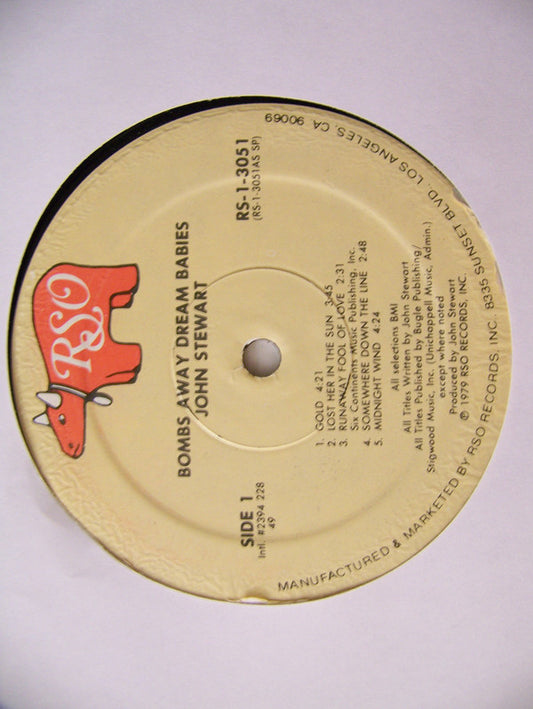 RSO
BOMBS AWAY DREAM BABIES
JOHN STEWART
SIDE 1
Intl. #2394 228
49
RS-1-3051
(RS-1-3051AS SP)
1. GOLD 4:21
2. LOST HER IN THE SUN 3:45
3. RUNAWAY FOOL OF LOVE 2:31
Six Continents Music Publishing, Inc.
4. SOMEWHERE DOWN THE LINE 2:48
5. MIDNIGHT WIND 4:24
All selections BMI
All Titles Written by John Stewart
All Titles Published by Bugle Publishing/
Stigwood Music, Inc. (Unichappell Music, Admin.)
except where noted
Produced by John Stewart
℗ 1979 RSO RECORDS, INC.
MANUFACTURED & MARKETED BY RSO RECORDS, INC. 8335 SUNSET BLVD. LOS ANGELES, CA 90069